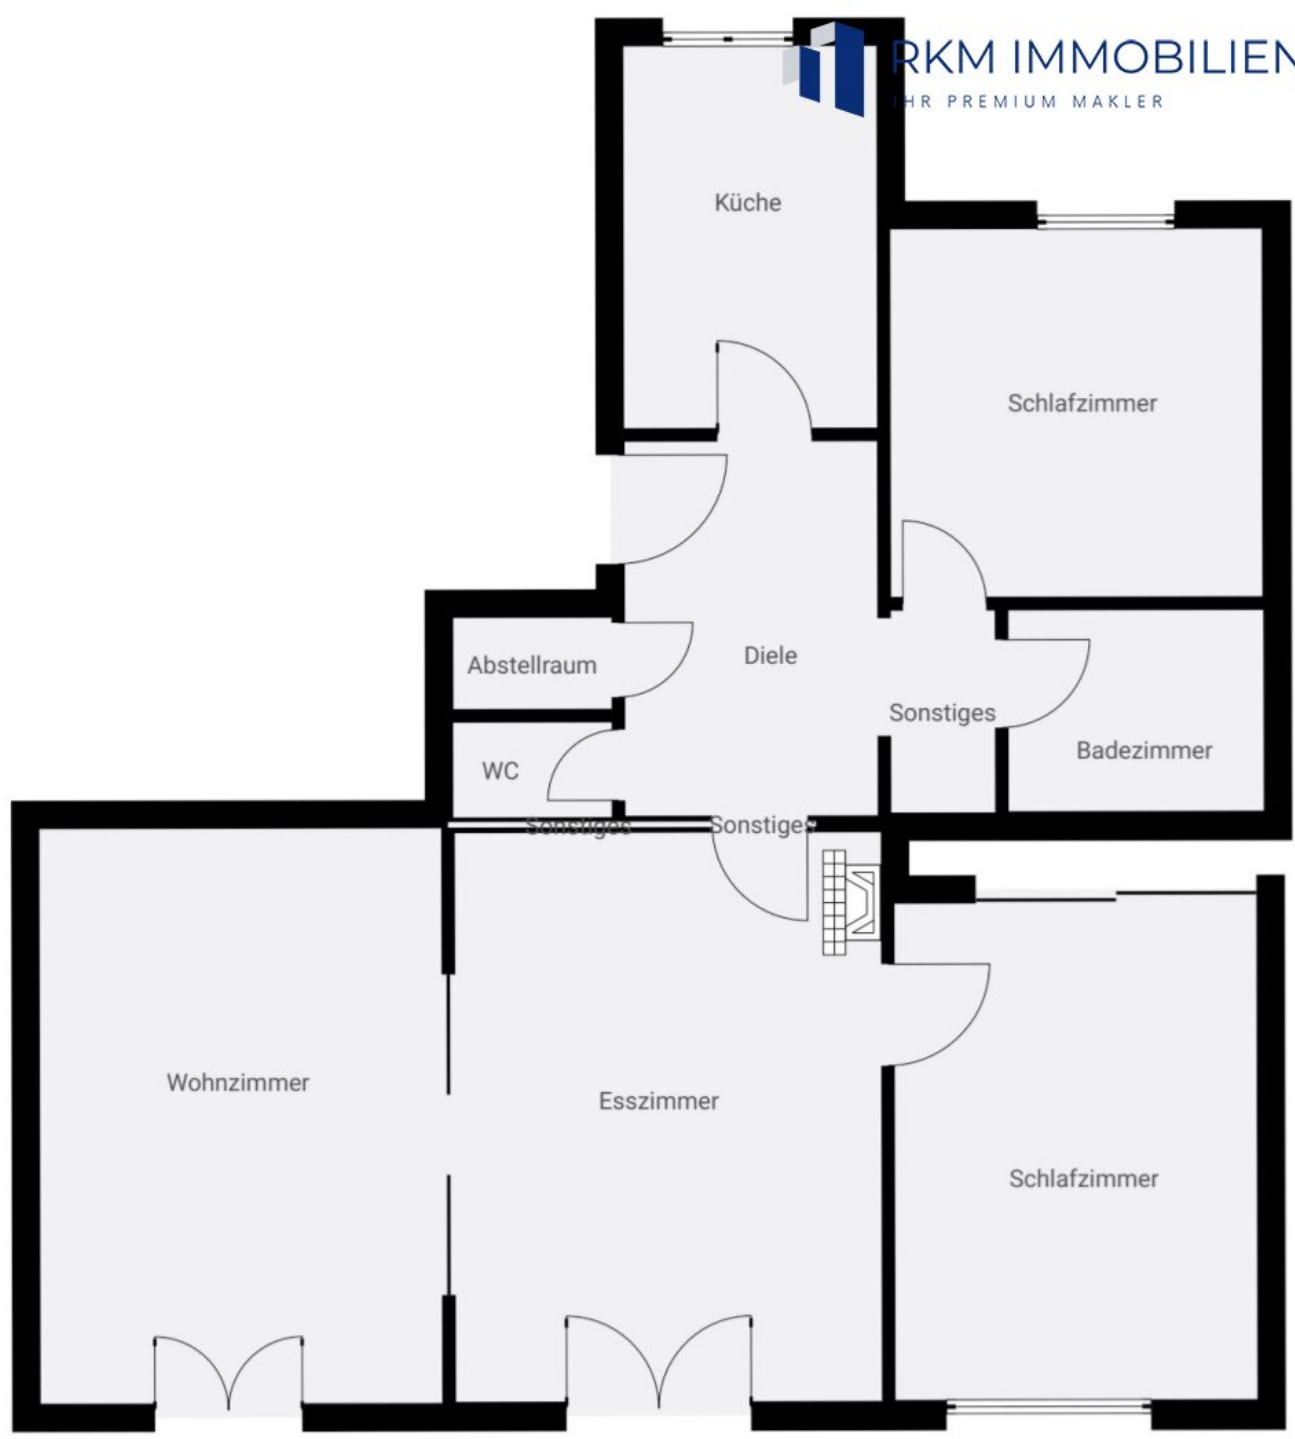 RKM IMMOBILIEN
IHR PREMIUM MAKLER
Küche
Schlafzimmer
Abstellraum
Diele
Sonstiges
Badezimmer
WC
Sonstiges
Sonstiges
Wohnzimmer
Esszimmer
Schlafzimmer